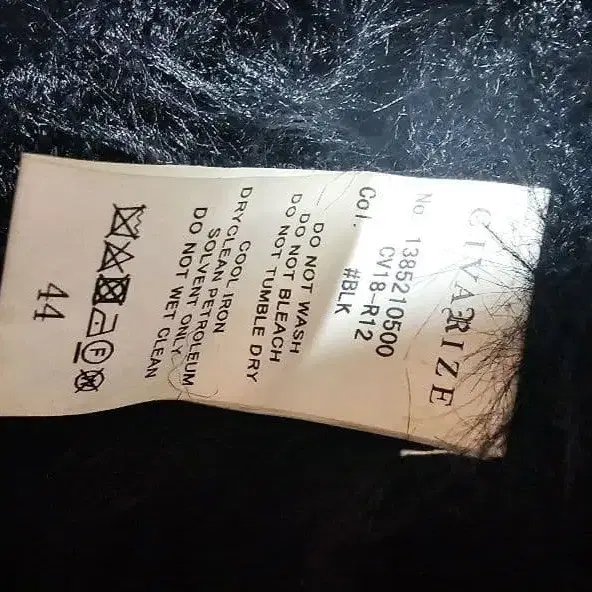 GIVARIZE
No. 1385210500
CV18-R12
Col. #BLK
DO NOT WASH
DO NOT BLEACH
DO NOT TUMBLE DRY
COOL IRON
DRYCLEAN PETROLEUM
SOLVENT ONLY
DO NOT WET CLEAN
F
44